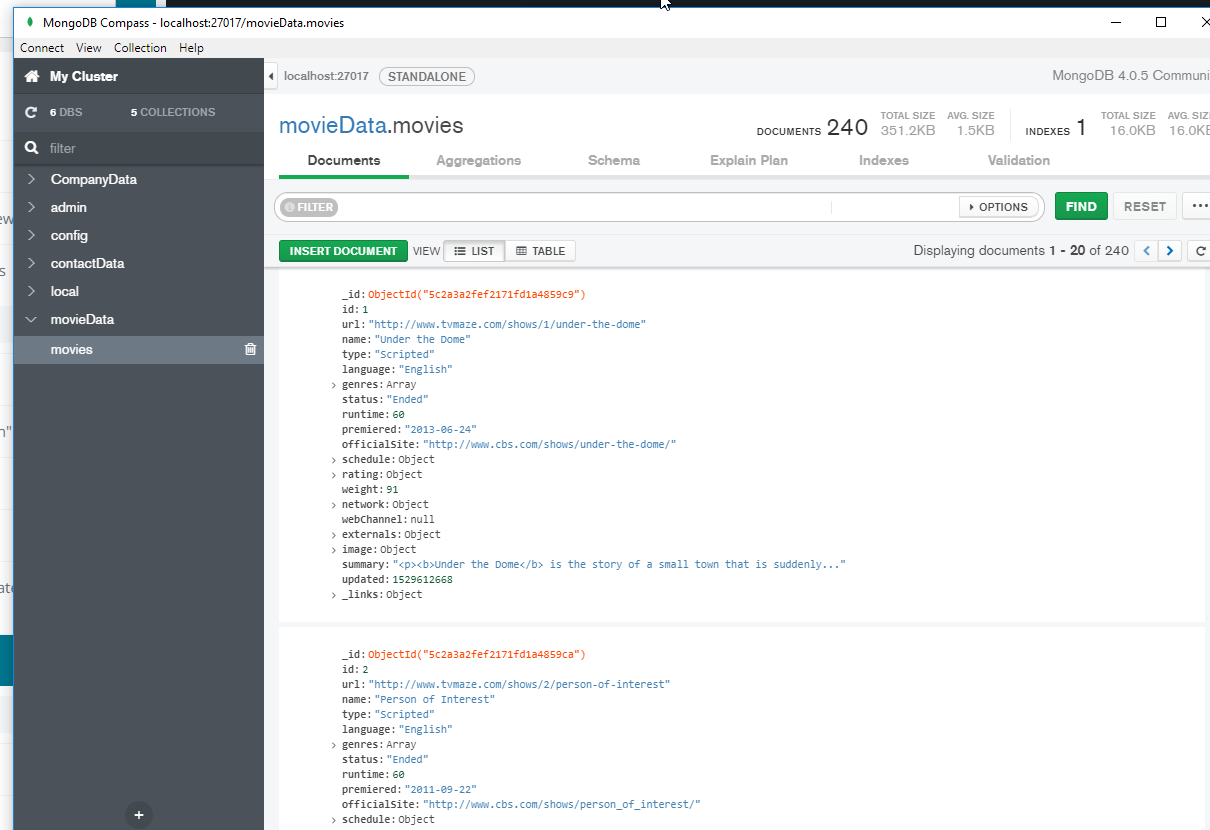 MongoDB Compass - localhost:27017/movieData.movies
Connect View Collection Help
My Cluster
localhost:27017 STANDALONE
MongoDB 4.0.5 Communi
6 DBS 5 COLLECTIONS
filter
CompanyData
admin
config
contactData
local
movieData
movies
movieData.movies
DOCUMENTS 240 TOTAL SIZE 351.2KB AVG. SIZE 1.5KB INDEXES 1 TOTAL SIZE 16.0KB AVG. SIZ 16.0K
Documents Aggregations Schema Explain Plan Indexes Validation
FILTER OPTIONS FIND RESET ...
INSERT DOCUMENT VIEW LIST TABLE Displaying documents 1 - 20 of 240
_id: ObjectId("5c2a3a2fef2171fd1a4859c9")
id: 1
url: "http://www.tvmaze.com/shows/1/under-the-dome"
name: "Under the Dome"
type: "Scripted"
language: "English"
genres: Array
status: "Ended"
runtime: 60
premiered: "2013-06-24"
officialSite: "http://www.cbs.com/shows/under-the-dome/"
schedule: Object
rating: Object
weight: 91
network: Object
webChannel: null
externals: Object
image: Object
summary: "<p><b>Under the Dome</b> is the story of a small town that is suddenly..."
updated: 1529612668
_links: Object
_id: ObjectId("5c2a3a2fef2171fd1a4859ca")
id: 2
url: "http://www.tvmaze.com/shows/2/person-of-interest"
name: "Person of Interest"
type: "Scripted"
language: "English"
genres: Array
status: "Ended"
runtime: 60
premiered: "2011-09-22"
officialSite: "http://www.cbs.com/shows/person_of_interest/"
schedule: Object